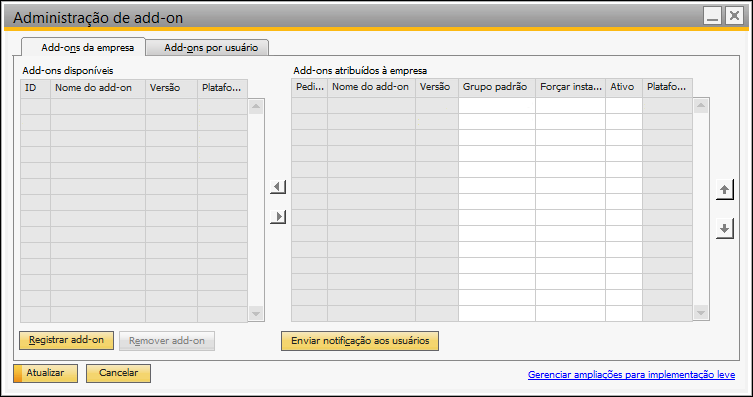 Administração de add-on
Add-ons da empresa
Add-ons por usuário
Add-ons disponíveis
ID Nome do add-on Versão Platafo...
Add-ons atribuídos à empresa
Pedi... Nome do add-on Versão Grupo padrão Forçar insta... Ativo Platafo...
Registrar add-on
Remover add-on
Enviar notificação aos usuários
Atualizar
Cancelar
Gerenciar ampliações para implementação leve